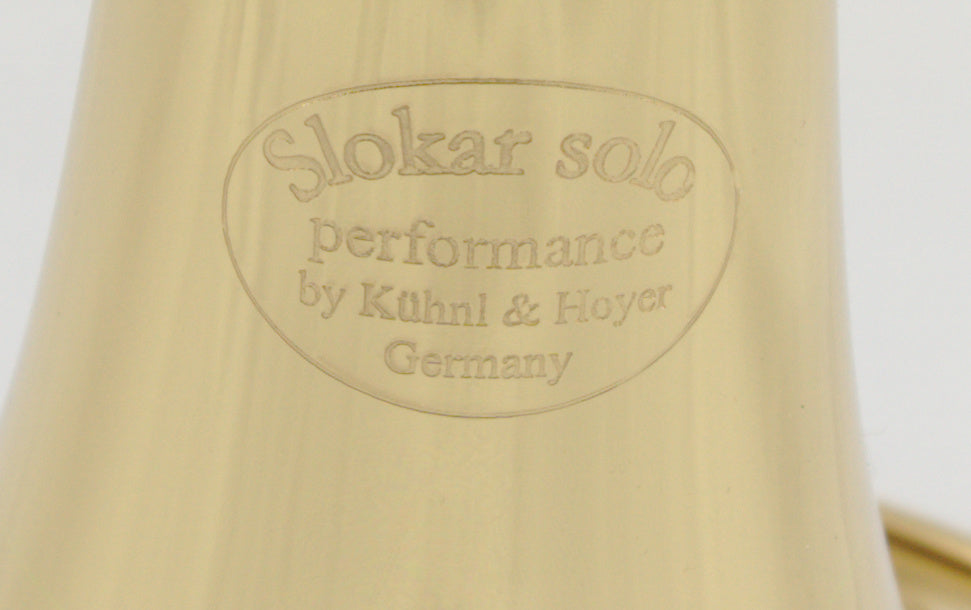 Slokar solo
performance
by Kühnl & Hoyer
Germany